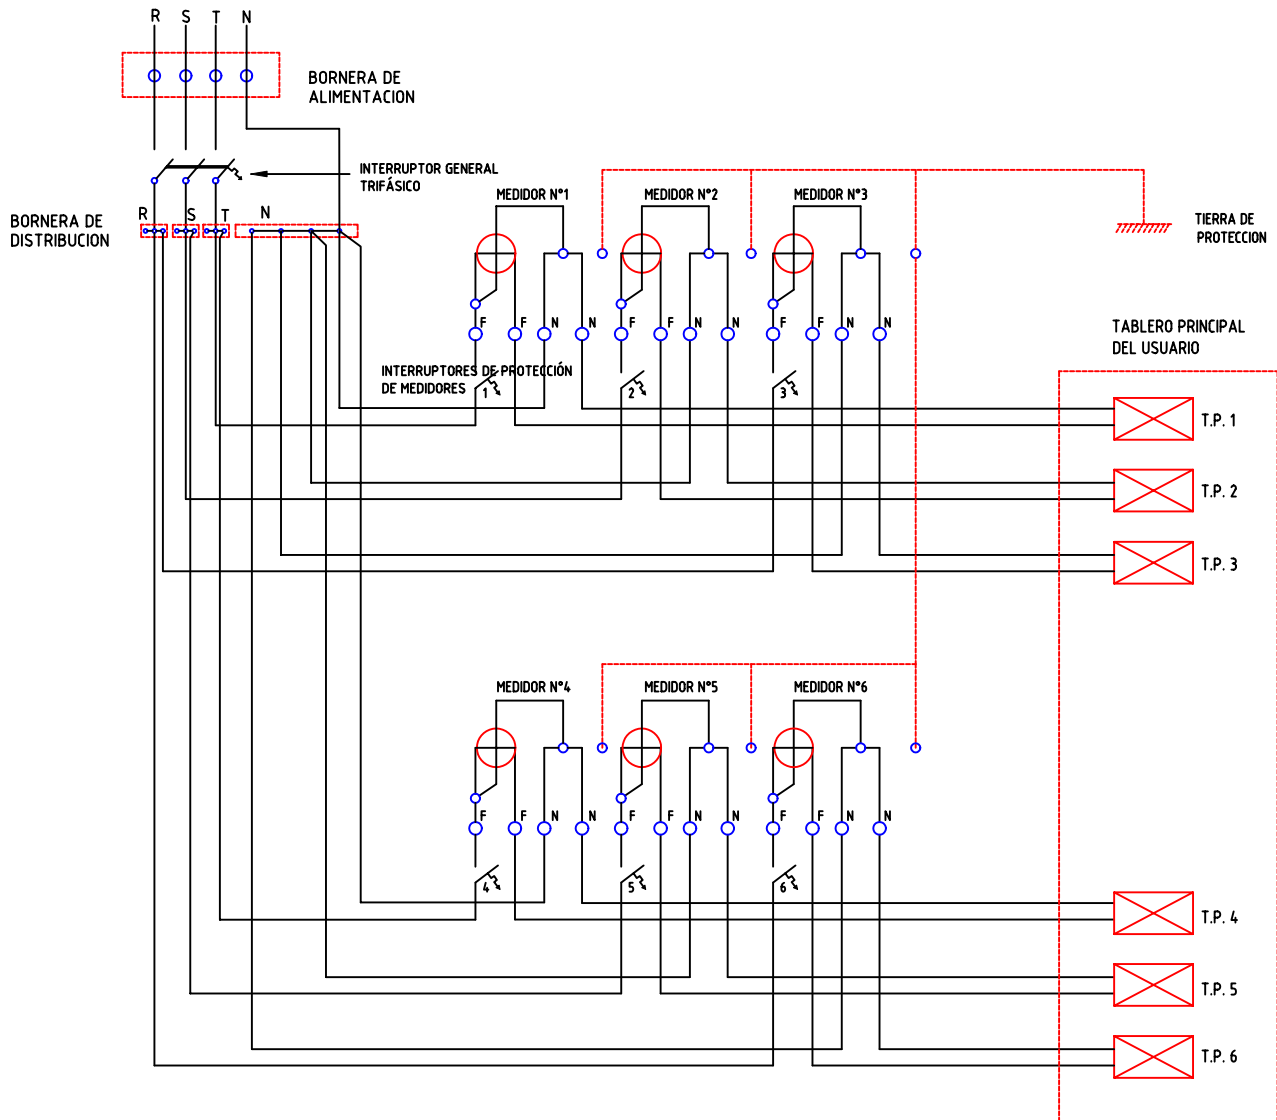 R S T N
BORNERA DE
ALIMENTACION
INTERRUPTOR GENERAL
TRIFÁSICO
BORNERA DE
DISTRIBUCION
R S T N
MEDIDOR N°1
MEDIDOR N°2
MEDIDOR N°3
TIERRA DE
PROTECCION
F F N N F F N N F F N N
TABLERO PRINCIPAL
DEL USUARIO
INTERRUPTORES DE PROTECCIÓN
DE MEDIDORES
1 2 3
T.P. 1
T.P. 2
T.P. 3
MEDIDOR N°4
MEDIDOR N°5
MEDIDOR N°6
F F N N F F N N F F N N
4 5 6
T.P. 4
T.P. 5
T.P. 6